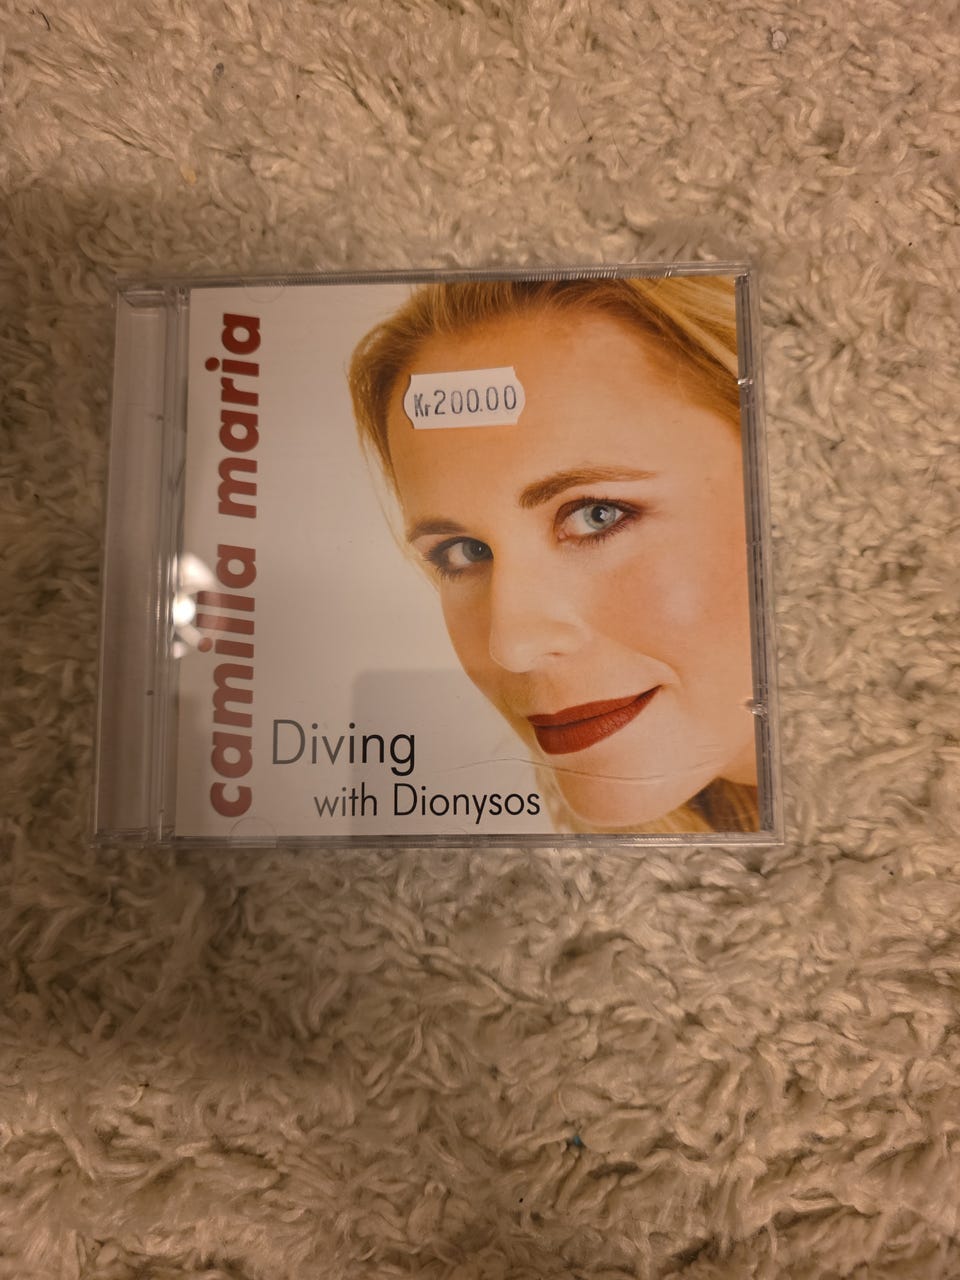 camilla maria
Kr200.00
Diving
with Dionysos